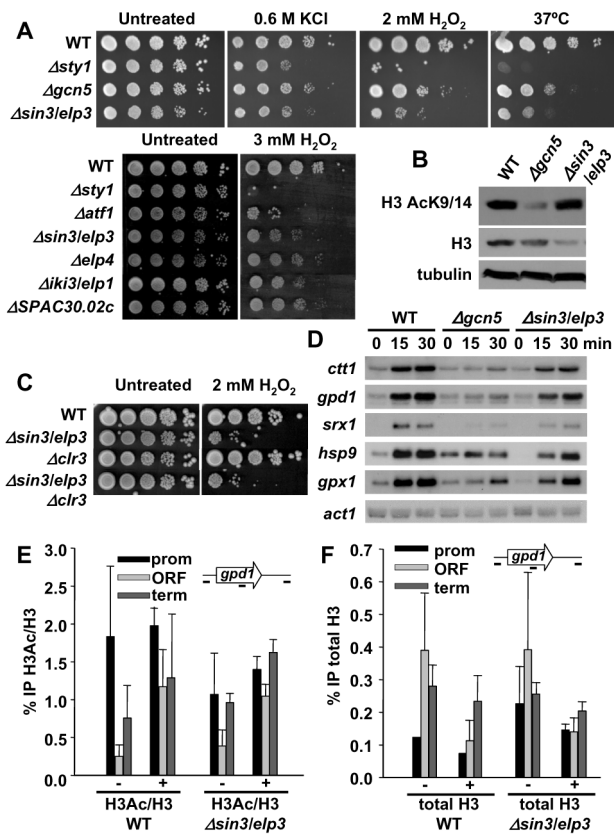 A
Untreated 0.6 M KCl 2 mM H₂O₂ 37ºC
WT
Δsty1
Δgcn5
Δsin3/elp3
Untreated 3 mM H₂O₂
WT
Δsty1
Δatf1
Δsin3/elp3
Δelp4
Δiki3/elp1
ΔSPAC30.02c
B
WT Δgcn5 Δsin3/elp3
H3 AcK9/14
H3
tubulin
C
Untreated 2 mM H₂O₂
WT
Δsin3/elp3
Δclr3
Δsin3/elp3
Δclr3
D
WT Δgcn5 Δsin3/elp3
0 15 30 0 15 30 0 15 30 min
ctt1
gpd1
srx1
hsp9
gpx1
act1
E
prom
ORF
term
gpd1
% IP H3Ac/H3
3.0
2.5
2.0
1.5
1.0
0.5
0.0
- + - +
H3Ac/H3 H3Ac/H3
WT Δsin3/elp3
F
prom
ORF
term
gpd1
% IP total H3
0.7
0.6
0.5
0.4
0.3
0.2
0.1
0
- + - +
total H3 total H3
WT Δsin3/elp3